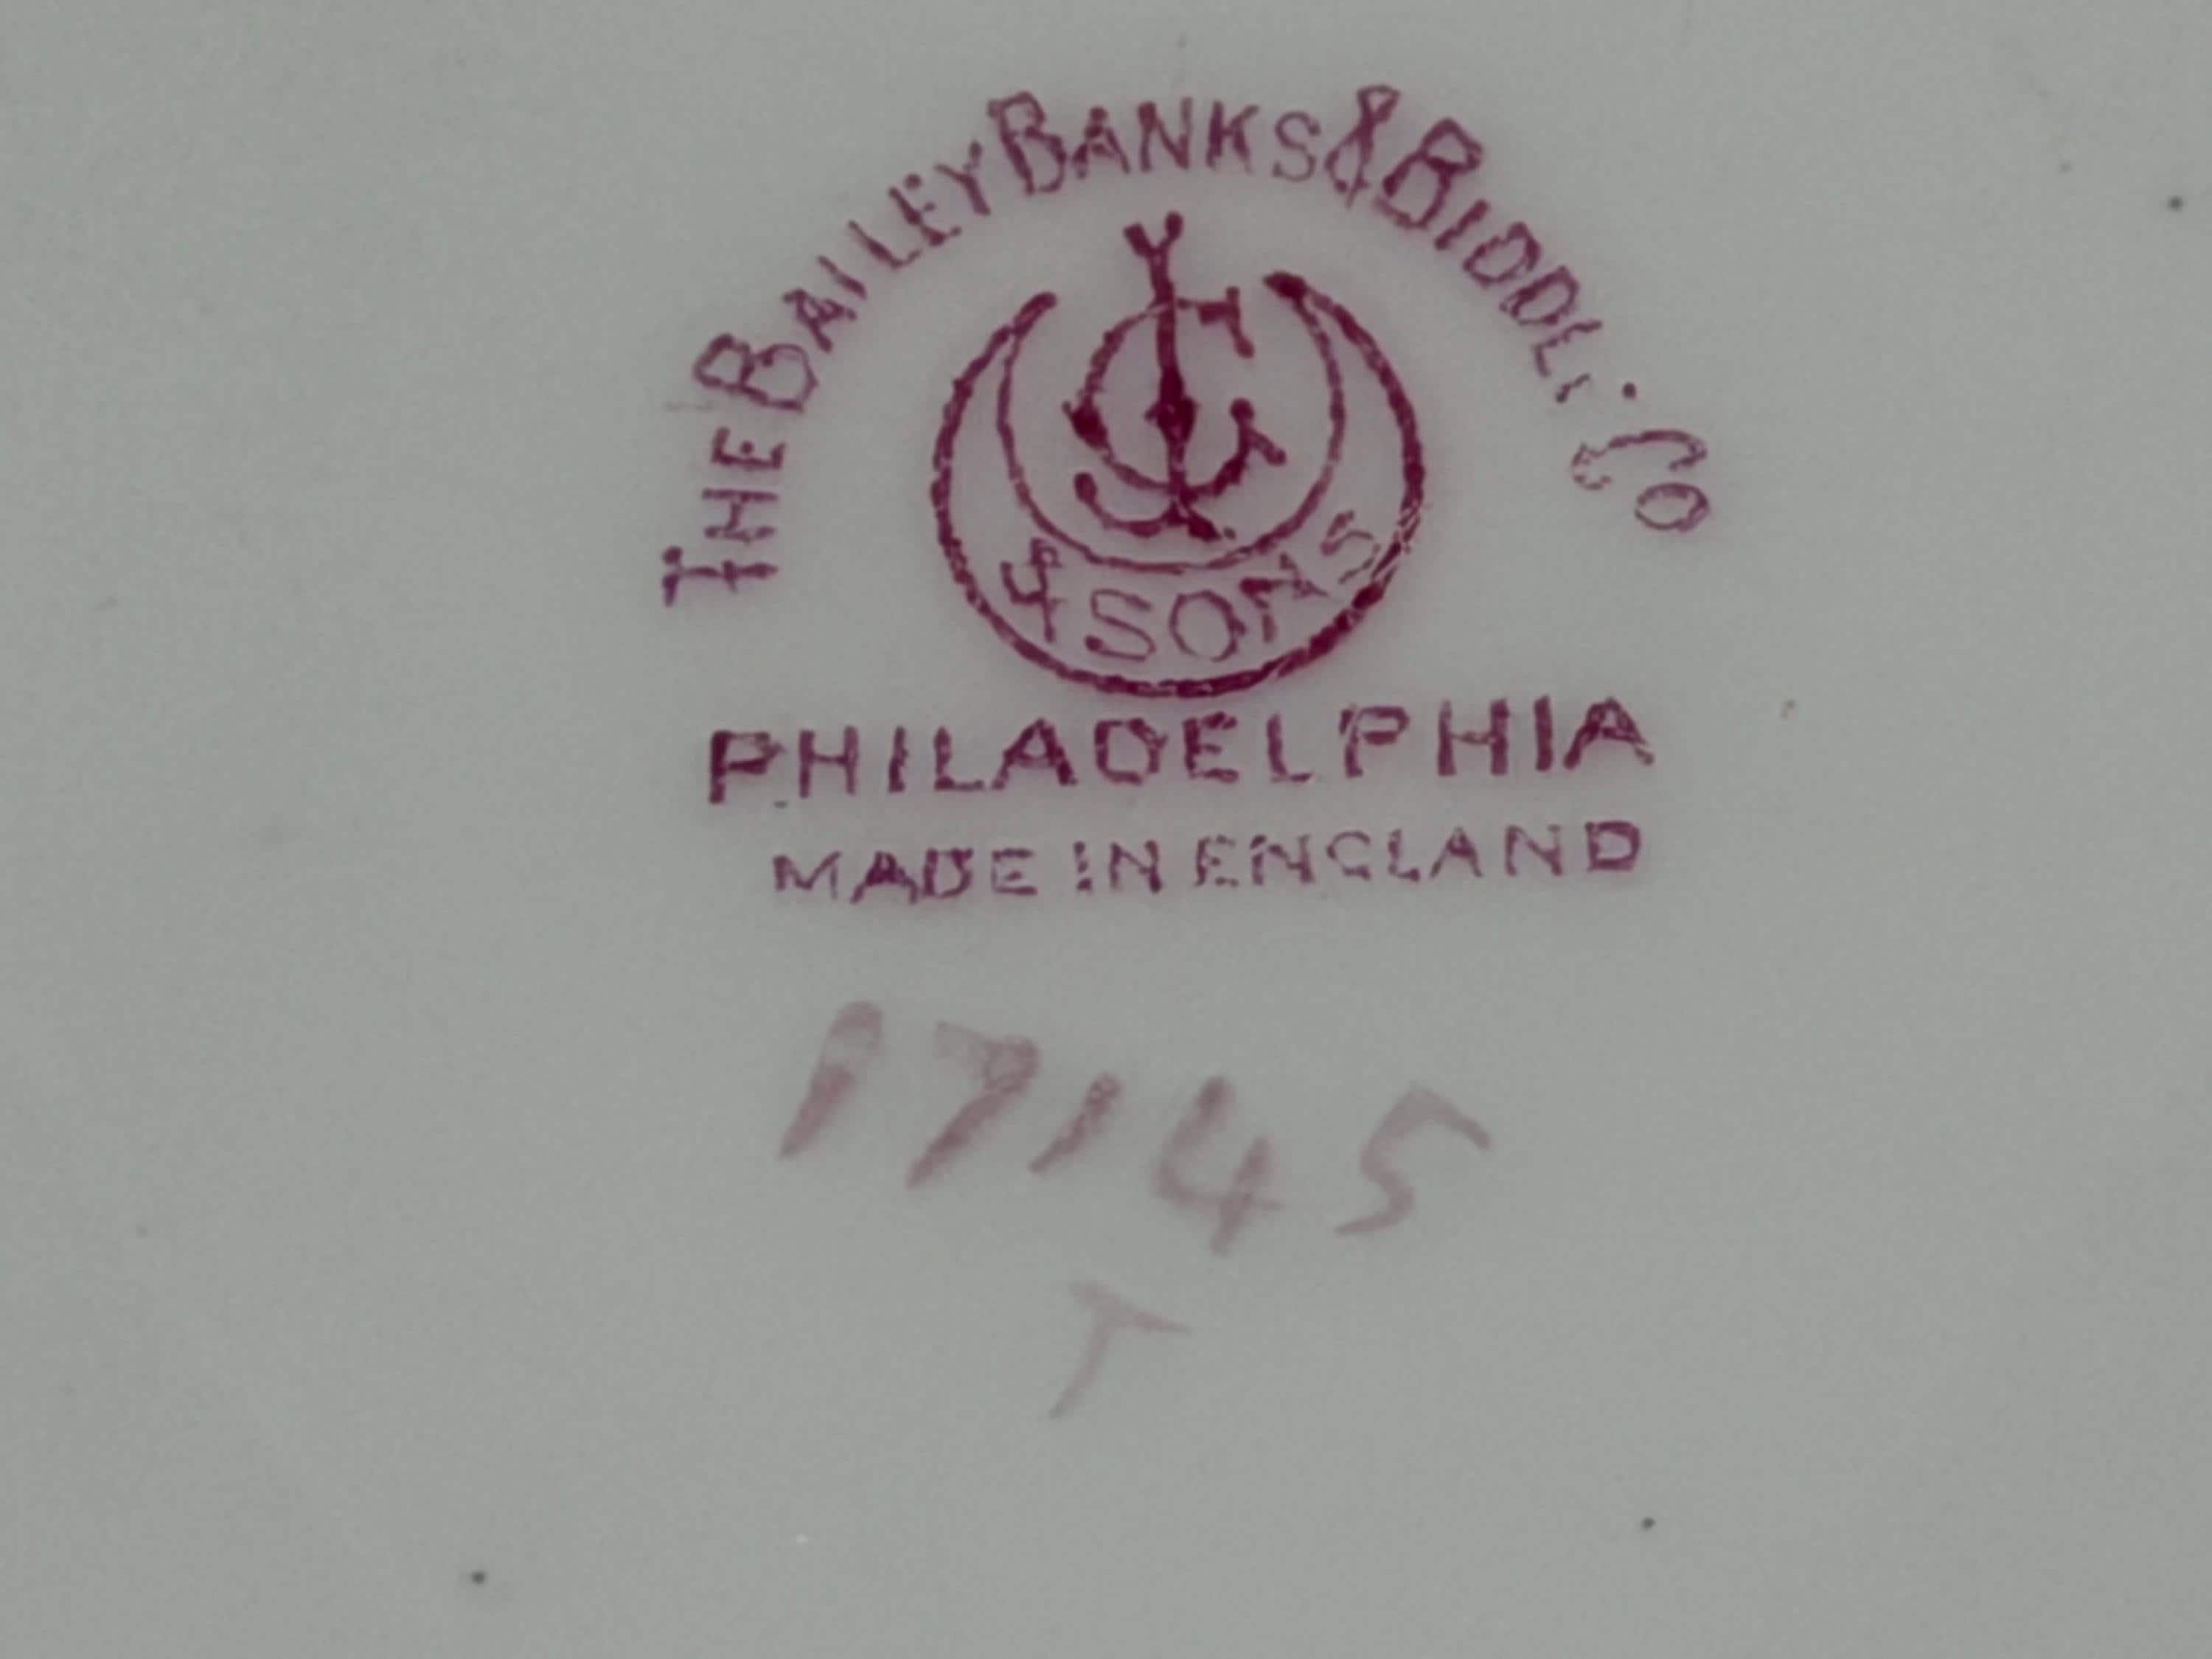 THE BAILEY BANKS & BIDDLE CO
& SONS
PHILADELPHIA
MADE IN ENGLAND
17145
T